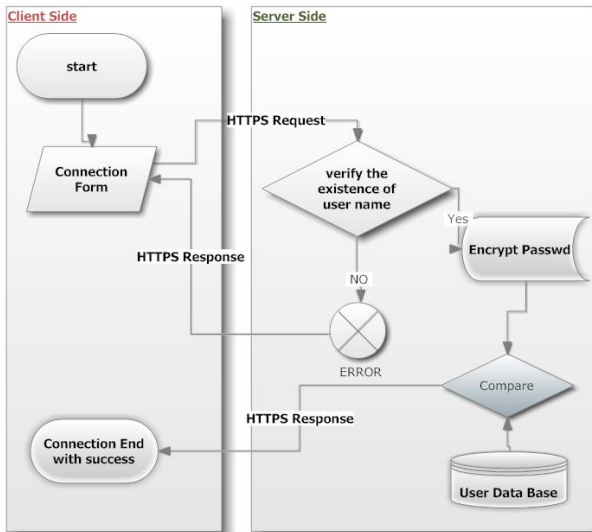 Client Side
Server Side
start
HTTPS Request
Connection
Form
verify the
existence of
user name
Yes
Encrypt Passwd
HTTPS Response
NO
ERROR
Compare
HTTPS Response
Connection End
with success
User Data Base